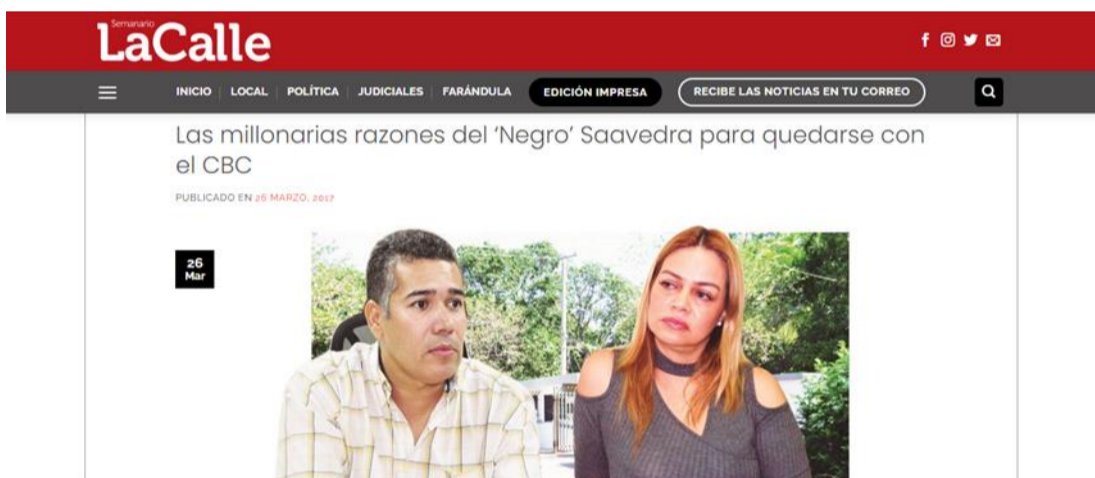 Semanario
LaCalle
INICIO LOCAL POLÍTICA JUDICIALES FARÁNDULA EDICIÓN IMPRESA RECIBE LAS NOTICIAS EN TU CORREO
Las millonarias razones del ‘Negro’ Saavedra para quedarse con
el CBC
PUBLICADO EN 26 MARZO, 2017
26
Mar